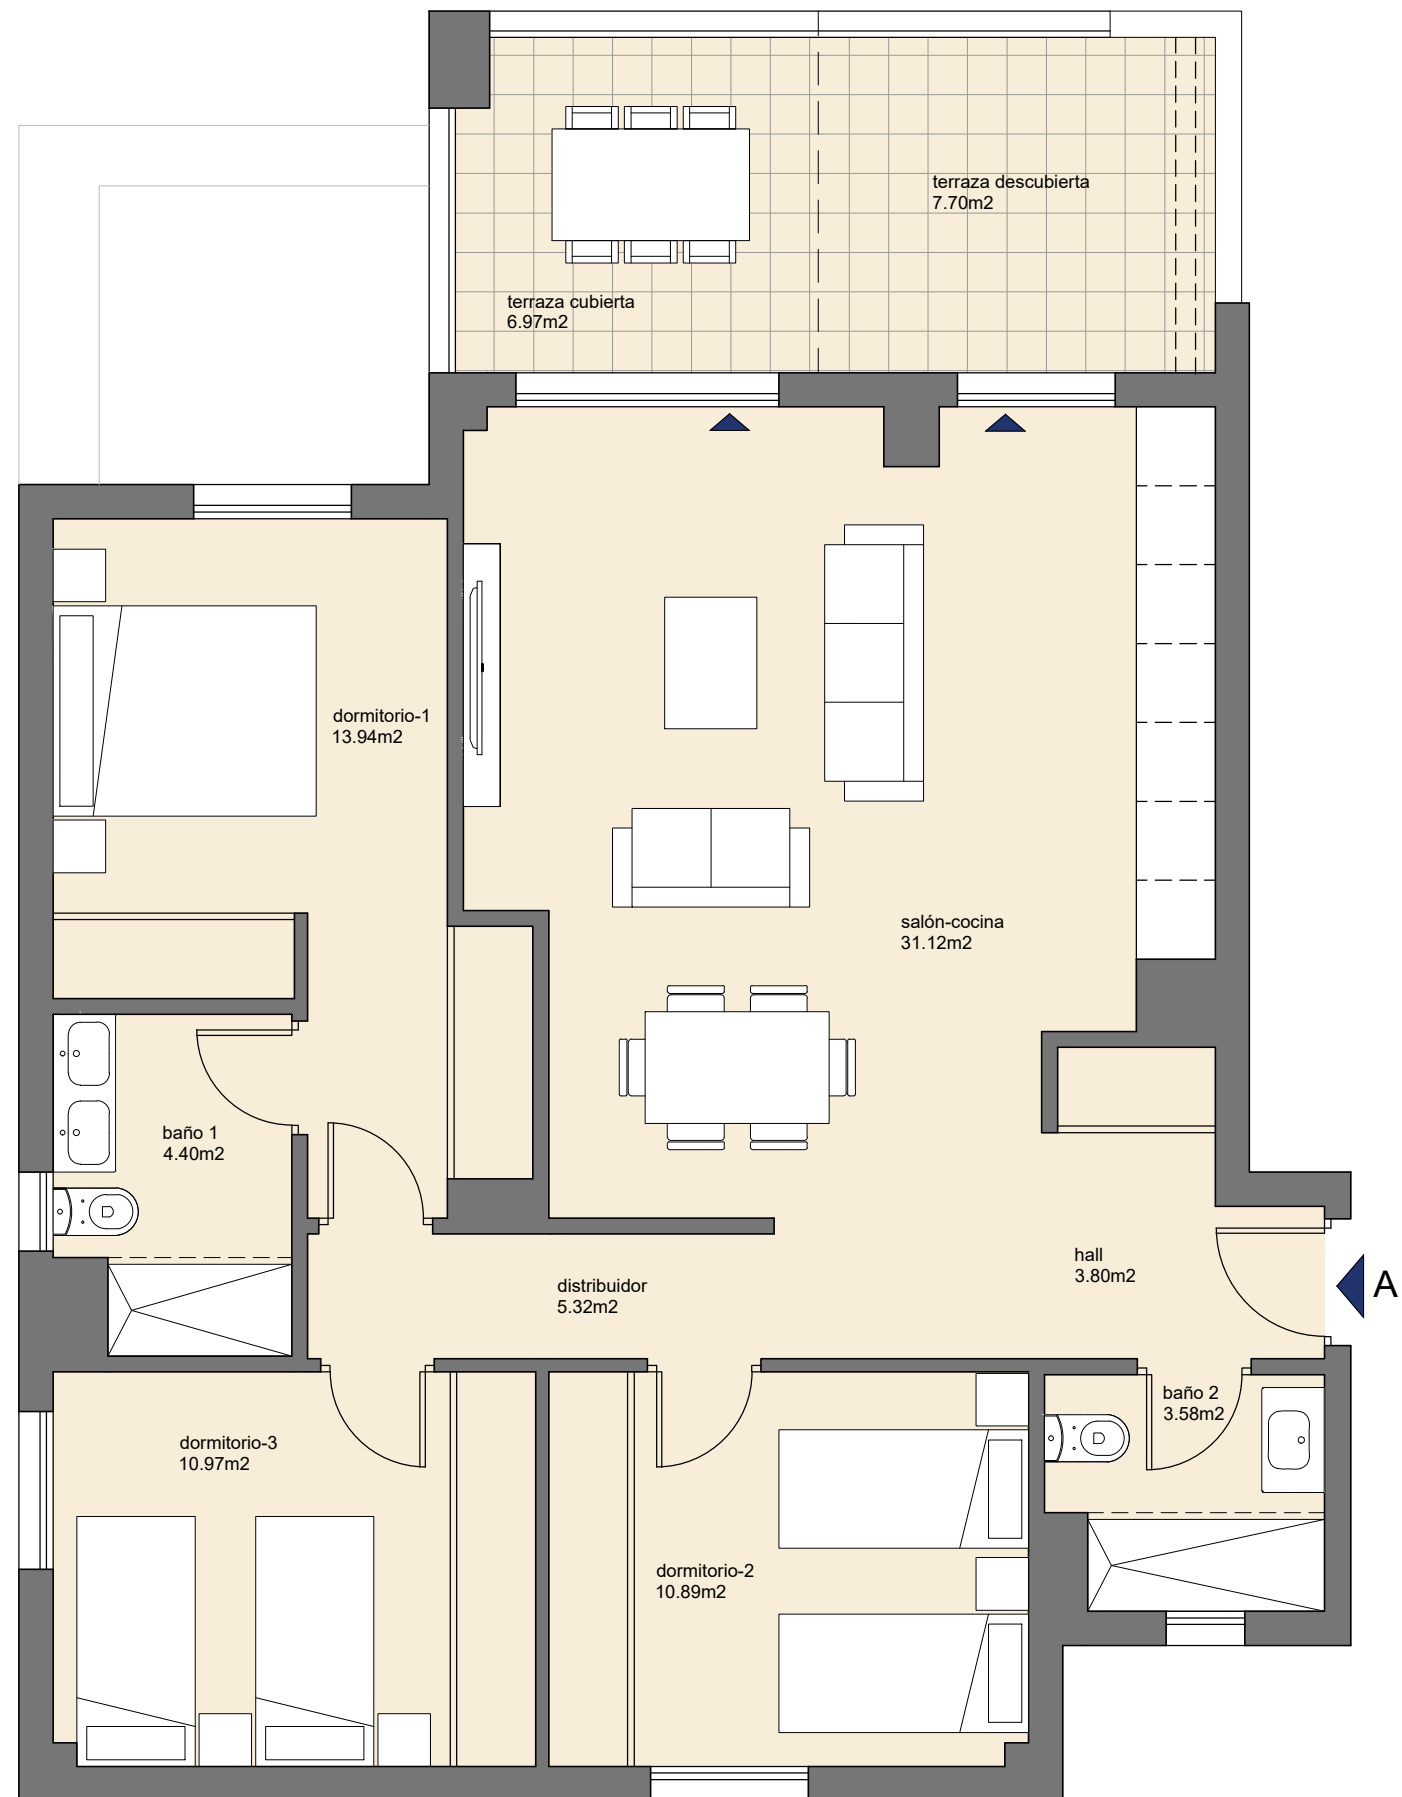 terraza descubierta
7.70m2
terraza cubierta
6.97m2
dormitorio-1
13.94m2
salón-cocina
31.12m2
baño 1
4.40m2
hall
3.80m2
A
distribuidor
5.32m2
baño 2
3.58m2
dormitorio-3
10.97m2
dormitorio-2
10.89m2